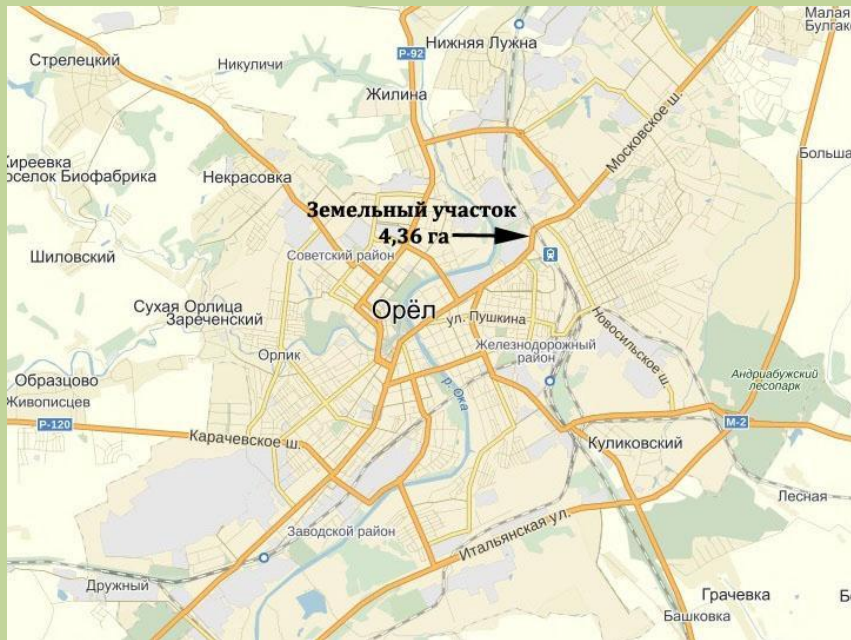 Малая
Булгак
Нижняя Лужна
Р-92
Стрелецкий
Никуличи
Жилина
Московское ш.
Больша
Киреевка
оселок Биофабрика
Некрасовка
Земельный участок
4,36 га
Советский район
Шиловский
Сухая Орлица
Зареченский
Орёл
ул. Пушкина
Новосильское ш.
Железнодорожный
район
Орлик
р. Ока
Образцово
Живописцев
Андриабужский
лесопарк
Р-120
М-2
Карачевское ш.
Куликовский
Лесная
Заводской район
Итальянская ул.
Дружный
Грачевка
Башковка